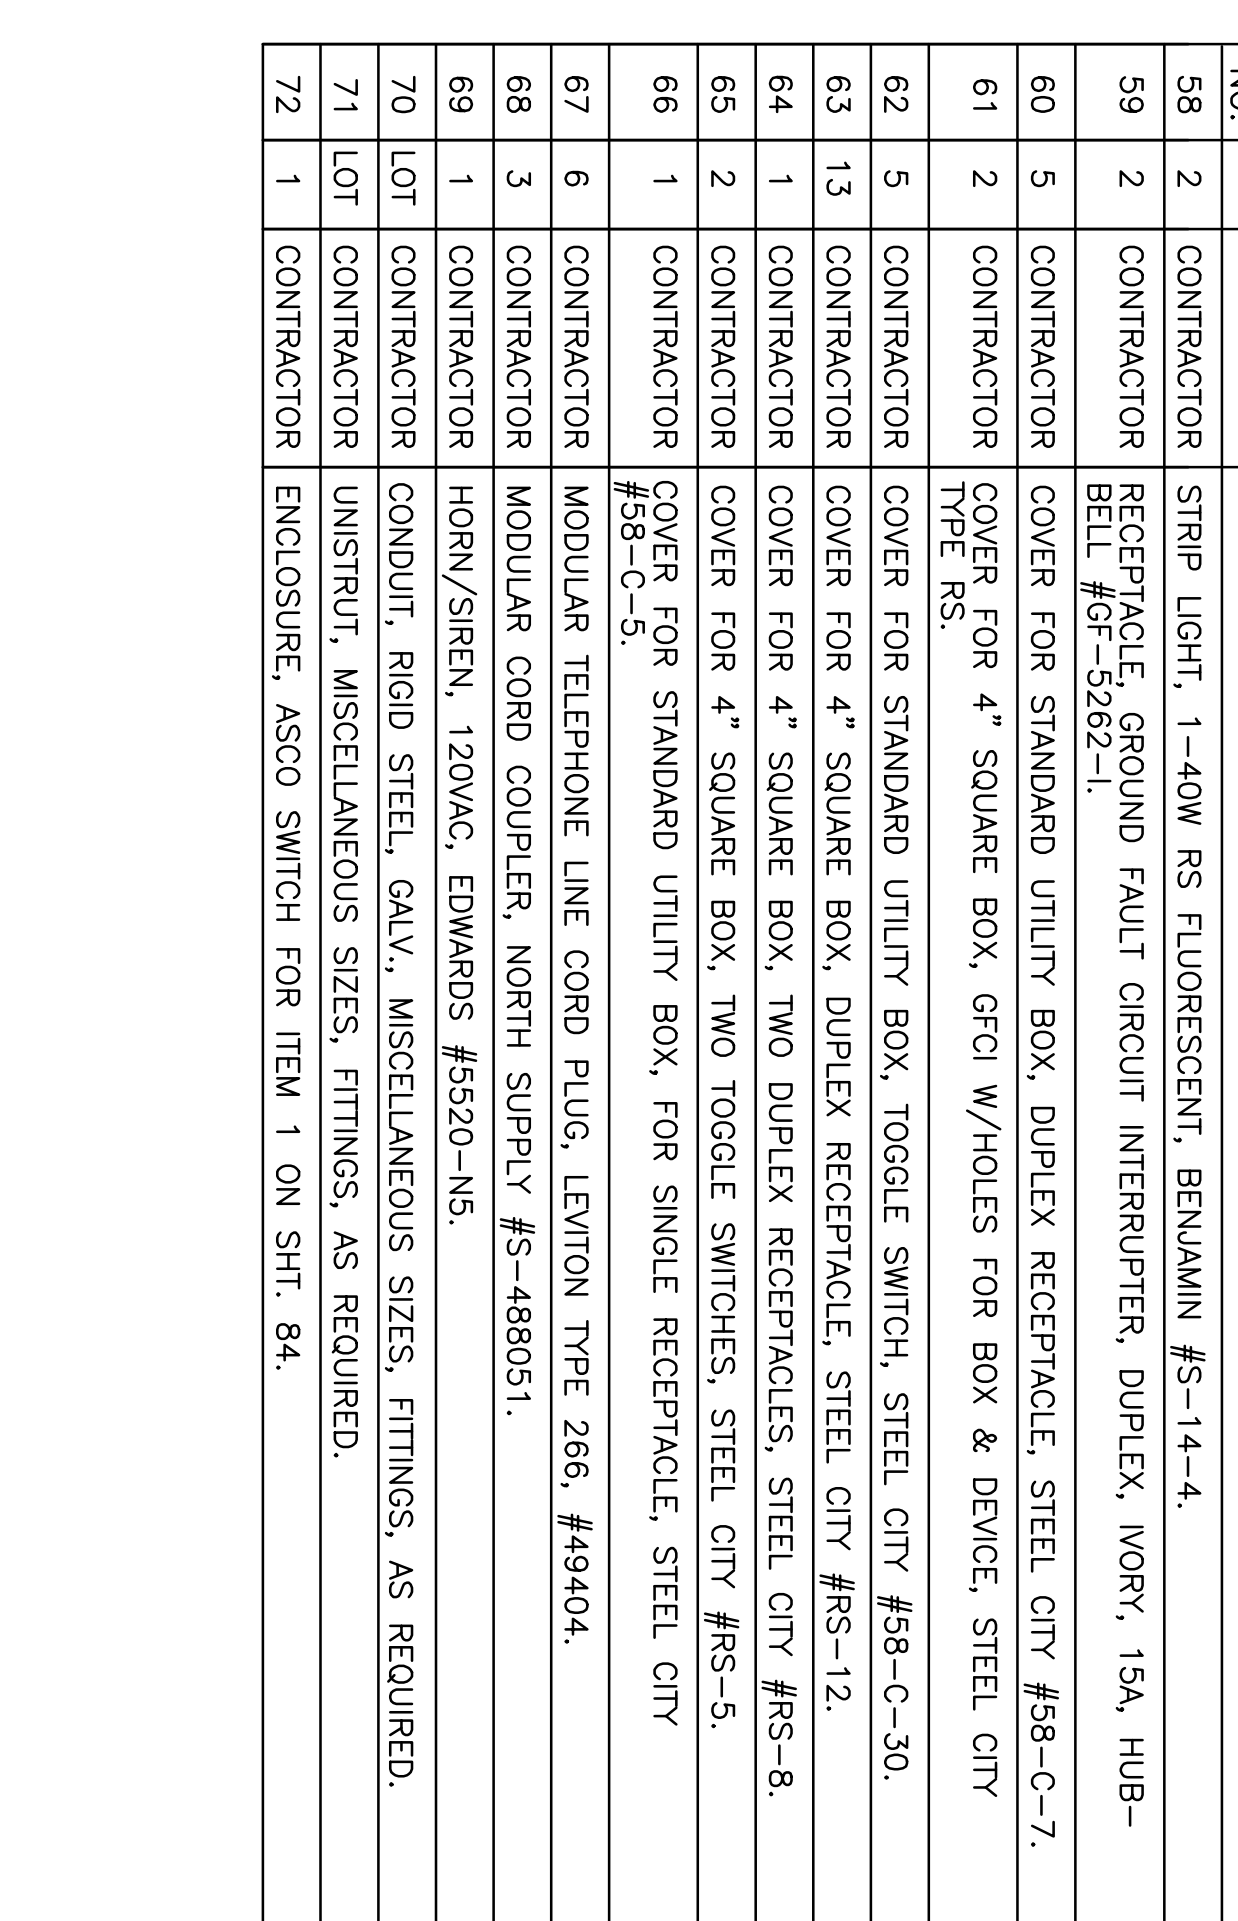 NO.
58 2 CONTRACTOR STRIP LIGHT, 1-40W RS FLUORESCENT, BENJAMIN #S-14-4.
59 2 CONTRACTOR RECEPTACLE, GROUND FAULT CIRCUIT INTERRUPTER, DUPLEX, IVORY, 15A, HUB-
BELL #GF-5262-I.
60 5 CONTRACTOR COVER FOR STANDARD UTILITY BOX, DUPLEX RECEPTACLE, STEEL CITY #58-C-7.
61 2 CONTRACTOR COVER FOR 4" SQUARE BOX, GFCI W/HOLES FOR BOX & DEVICE, STEEL CITY
TYPE RS.
62 5 CONTRACTOR COVER FOR STANDARD UTILITY BOX, TOGGLE SWITCH, STEEL CITY #58-C-30.
63 13 CONTRACTOR COVER FOR 4" SQUARE BOX, DUPLEX RECEPTACLE, STEEL CITY #RS-12.
64 1 CONTRACTOR COVER FOR 4" SQUARE BOX, TWO DUPLEX RECEPTACLES, STEEL CITY #RS-8.
65 2 CONTRACTOR COVER FOR 4" SQUARE BOX, TWO TOGGLE SWITCHES, STEEL CITY #RS-5.
66 1 CONTRACTOR COVER FOR STANDARD UTILITY BOX, FOR SINGLE RECEPTACLE, STEEL CITY
#58-C-5.
67 6 CONTRACTOR MODULAR TELEPHONE LINE CORD PLUG, LEVITON TYPE 266, #49404.
68 3 CONTRACTOR MODULAR CORD COUPLER, NORTH SUPPLY #S-488051.
69 1 CONTRACTOR HORN/SIREN, 120VAC, EDWARDS #5520-N5.
70 LOT CONTRACTOR CONDUIT, RIGID STEEL, GALV., MISCELLANEOUS SIZES, FITTINGS, AS REQUIRED.
71 LOT CONTRACTOR UNISTRUT, MISCELLANEOUS SIZES, FITTINGS, AS REQUIRED.
72 1 CONTRACTOR ENCLOSURE, ASCO SWITCH FOR ITEM 1 ON SHT. 84.